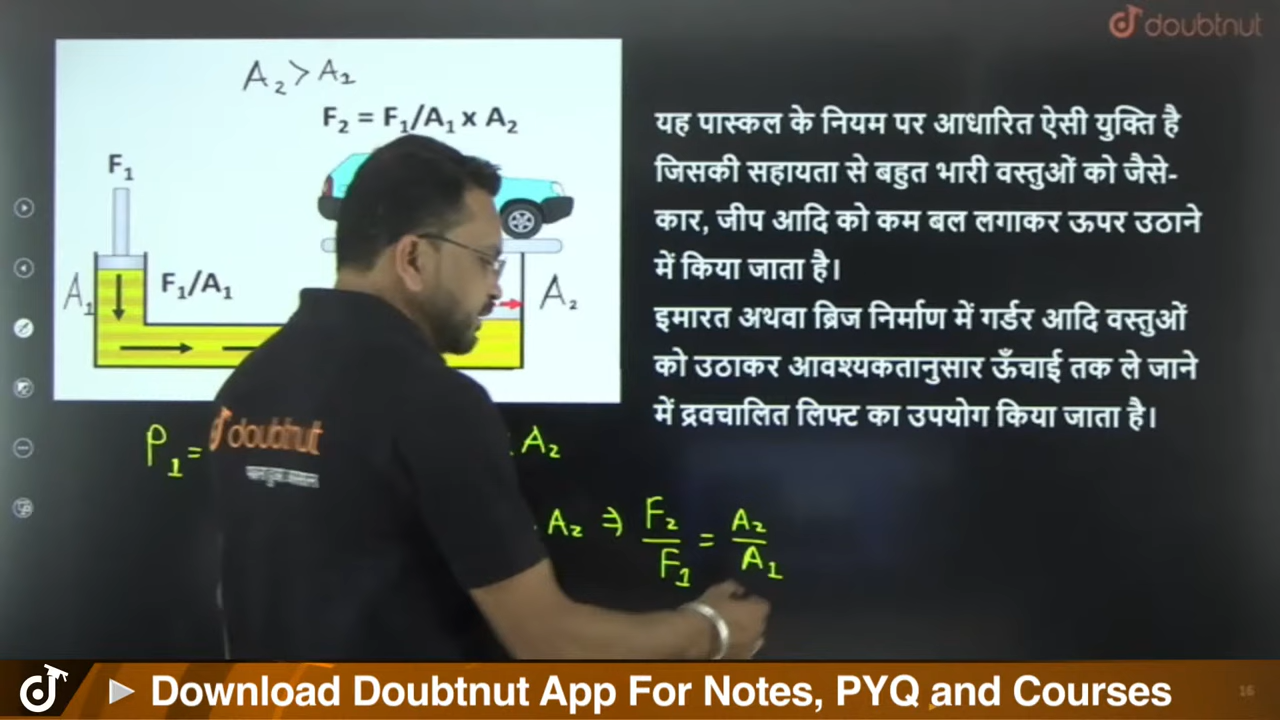 doubtnut
A₂ > A₁
F₂ = F₁/A₁ x A₂
F₁
A₁
F₁/A₁
A₂
यह पास्कल के नियम पर आधारित ऐसी युक्ति है
जिसकी सहायता से बहुत भारी वस्तुओं को जैसे-
कार, जीप आदि को कम बल लगाकर ऊपर उठाने
में किया जाता है।
इमारत अथवा ब्रिज निर्माण में गर्डर आदि वस्तुओं
को उठाकर आवश्यकतानुसार ऊँचाई तक ले जाने
में द्रवचालित लिफ्ट का उपयोग किया जाता है।
P₁ =
. A₂
doubtnut
. A₂ ⇒ F₂/F₁ = A₂/A₁
Download Doubtnut App For Notes, PYQ and Courses
16